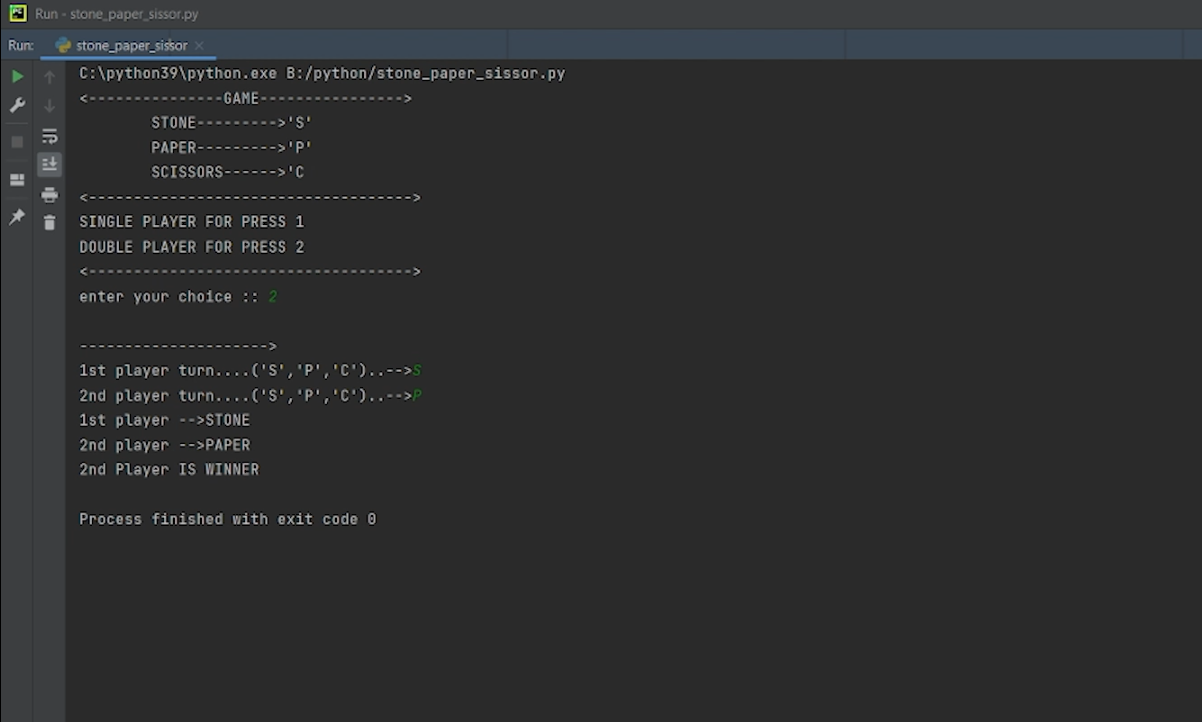 Run - stone_paper_sissor.py
Run: stone_paper_sissor
C:\python39\python.exe B:/python/stone_paper_sissor.py
<---------------GAME---------------->
STONE--------->'S'
PAPER--------->'P'
SCISSORS------>'C
<------------------------------------>
SINGLE PLAYER FOR PRESS 1
DOUBLE PLAYER FOR PRESS 2
<------------------------------------>
enter your choice :: 2
--------------------->
1st player turn....('S','P','C')..-->S
2nd player turn....('S','P','C')..-->P
1st player -->STONE
2nd player -->PAPER
2nd Player IS WINNER
Process finished with exit code 0